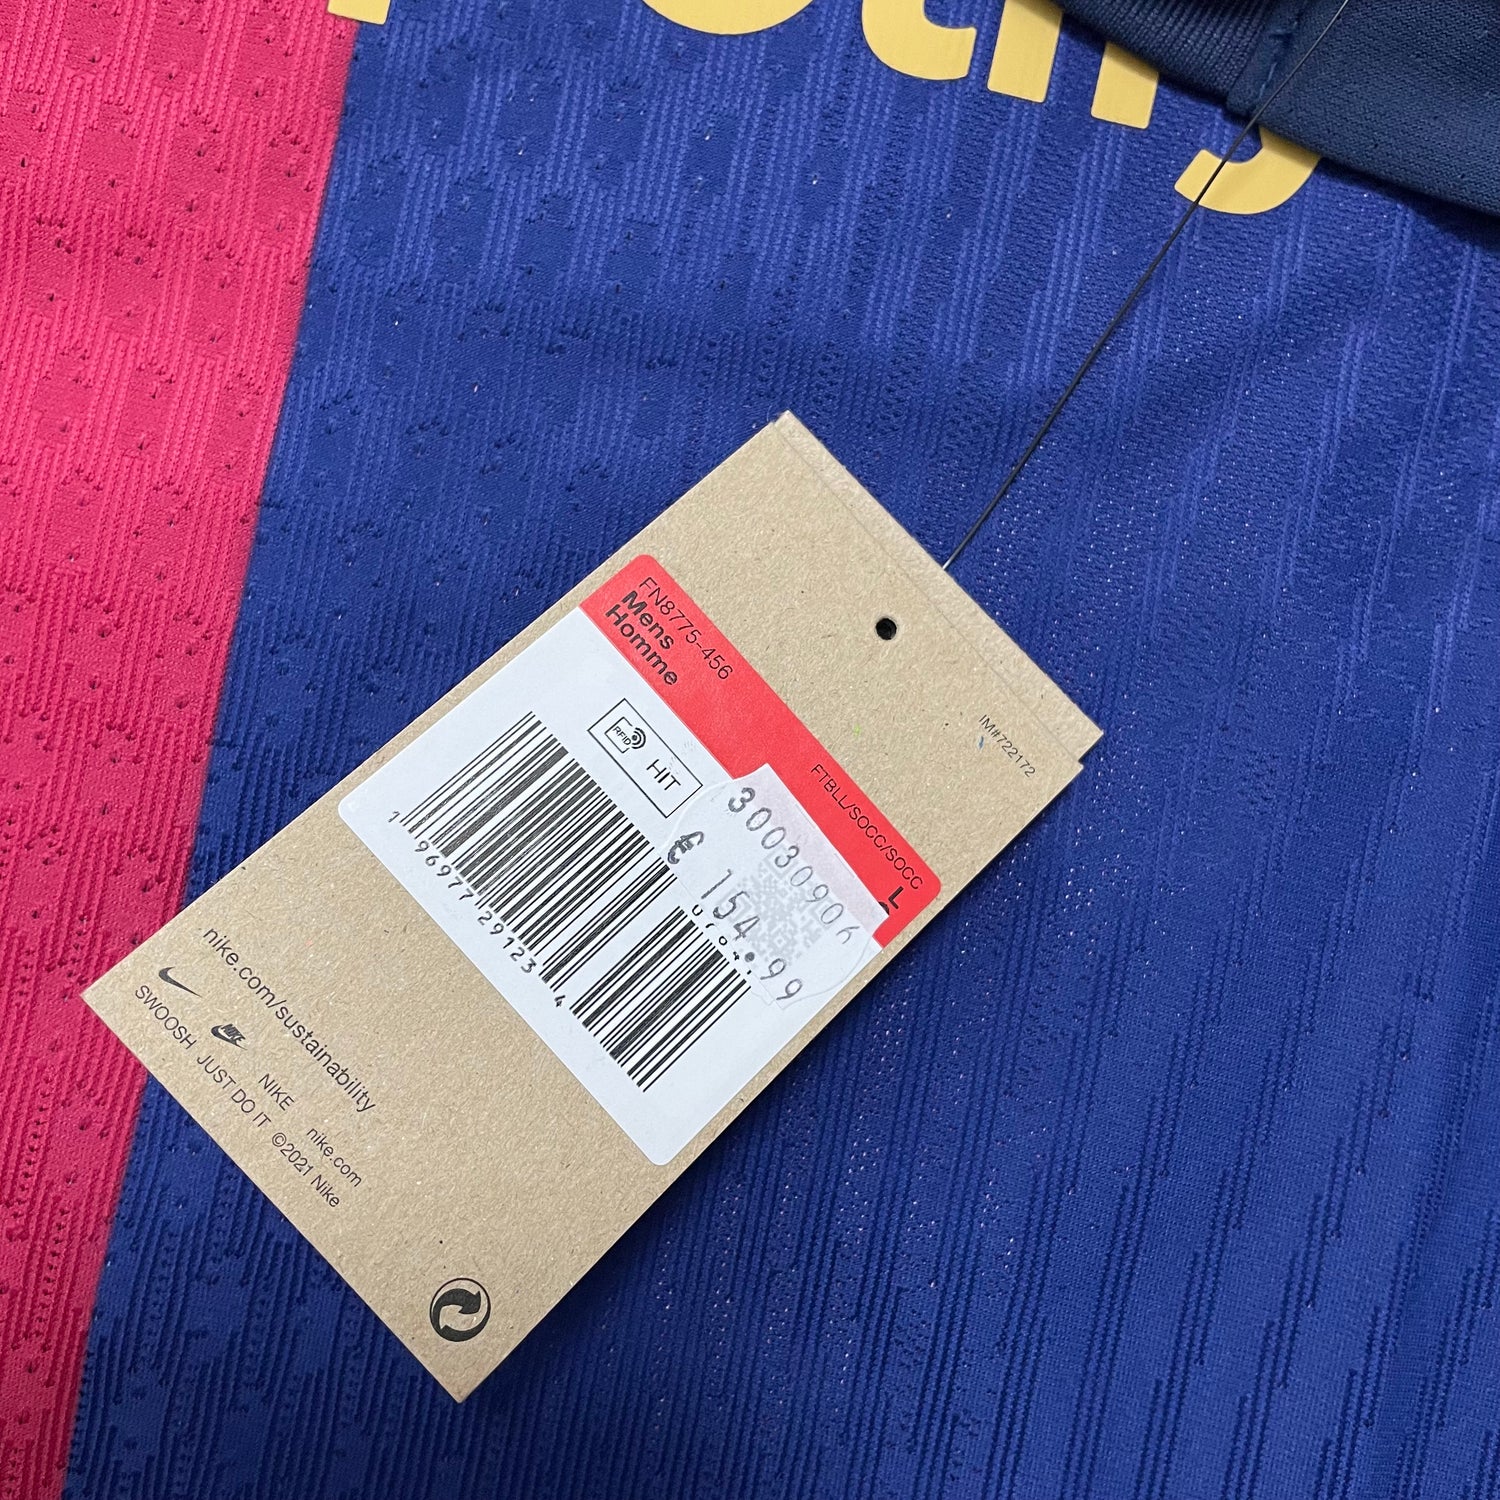 FN8775-456
Mens
Homme
FTBLL/SOCC/SOCC
L
IM#722172
RFID
HIT
€ 154.99
1 96977 29123 4
nike.com/sustainability
NIKE
nike.com
SWOOSH JUST DO IT ©2021 Nike